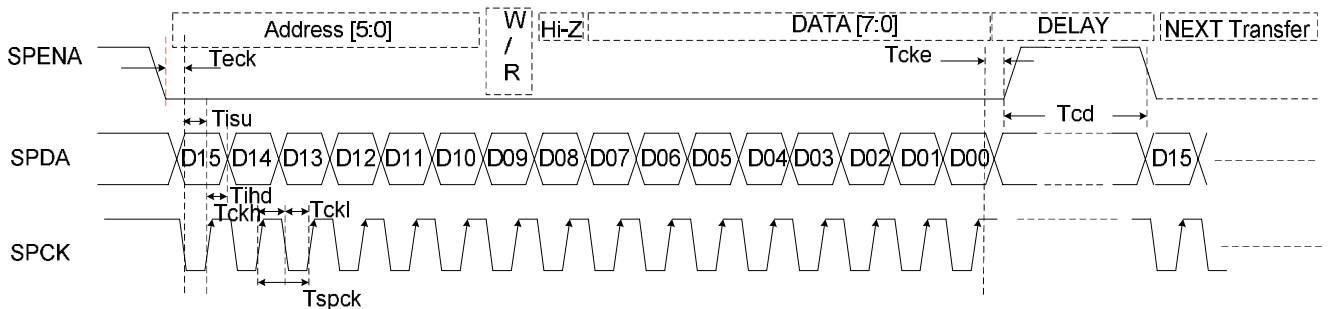 Address [5:0] W / R Hi-Z DATA [7:0] DELAY NEXT Transfer
SPENA Teck Tcke
Tisu Tcd
SPDA D15 D14 D13 D12 D11 D10 D09 D08 D07 D06 D05 D04 D03 D02 D01 D00 D15
Tihd
Tckh Tckl
SPCK
Tspck